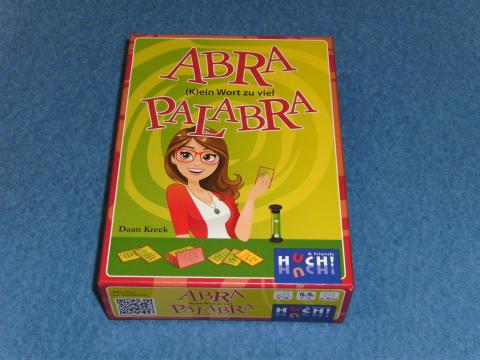 ABRA
(K)ein Wort zu viel
PALABRA
Daan Kreek
& friends
HUCH!
ABRA
PALABRA
HUCH!